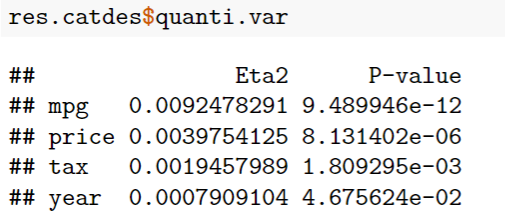 res.catdes$quanti.var
## Eta2 P-value
## mpg 0.0092478291 9.489946e-12
## price 0.0039754125 8.131402e-06
## tax 0.0019457989 1.809295e-03
## year 0.0007909104 4.675624e-02